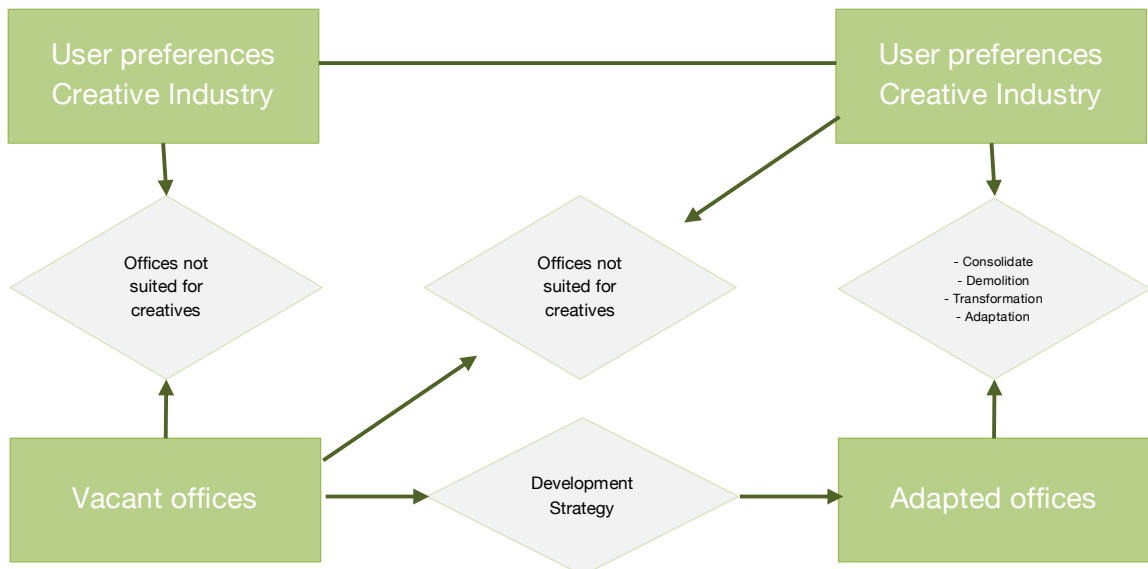 User preferences
Creative Industry
User preferences
Creative Industry
Offices not
suited for
creatives
Offices not
suited for
creatives
- Consolidate
- Demolition
- Transformation
- Adaptation
Vacant offices
Development
Strategy
Adapted offices